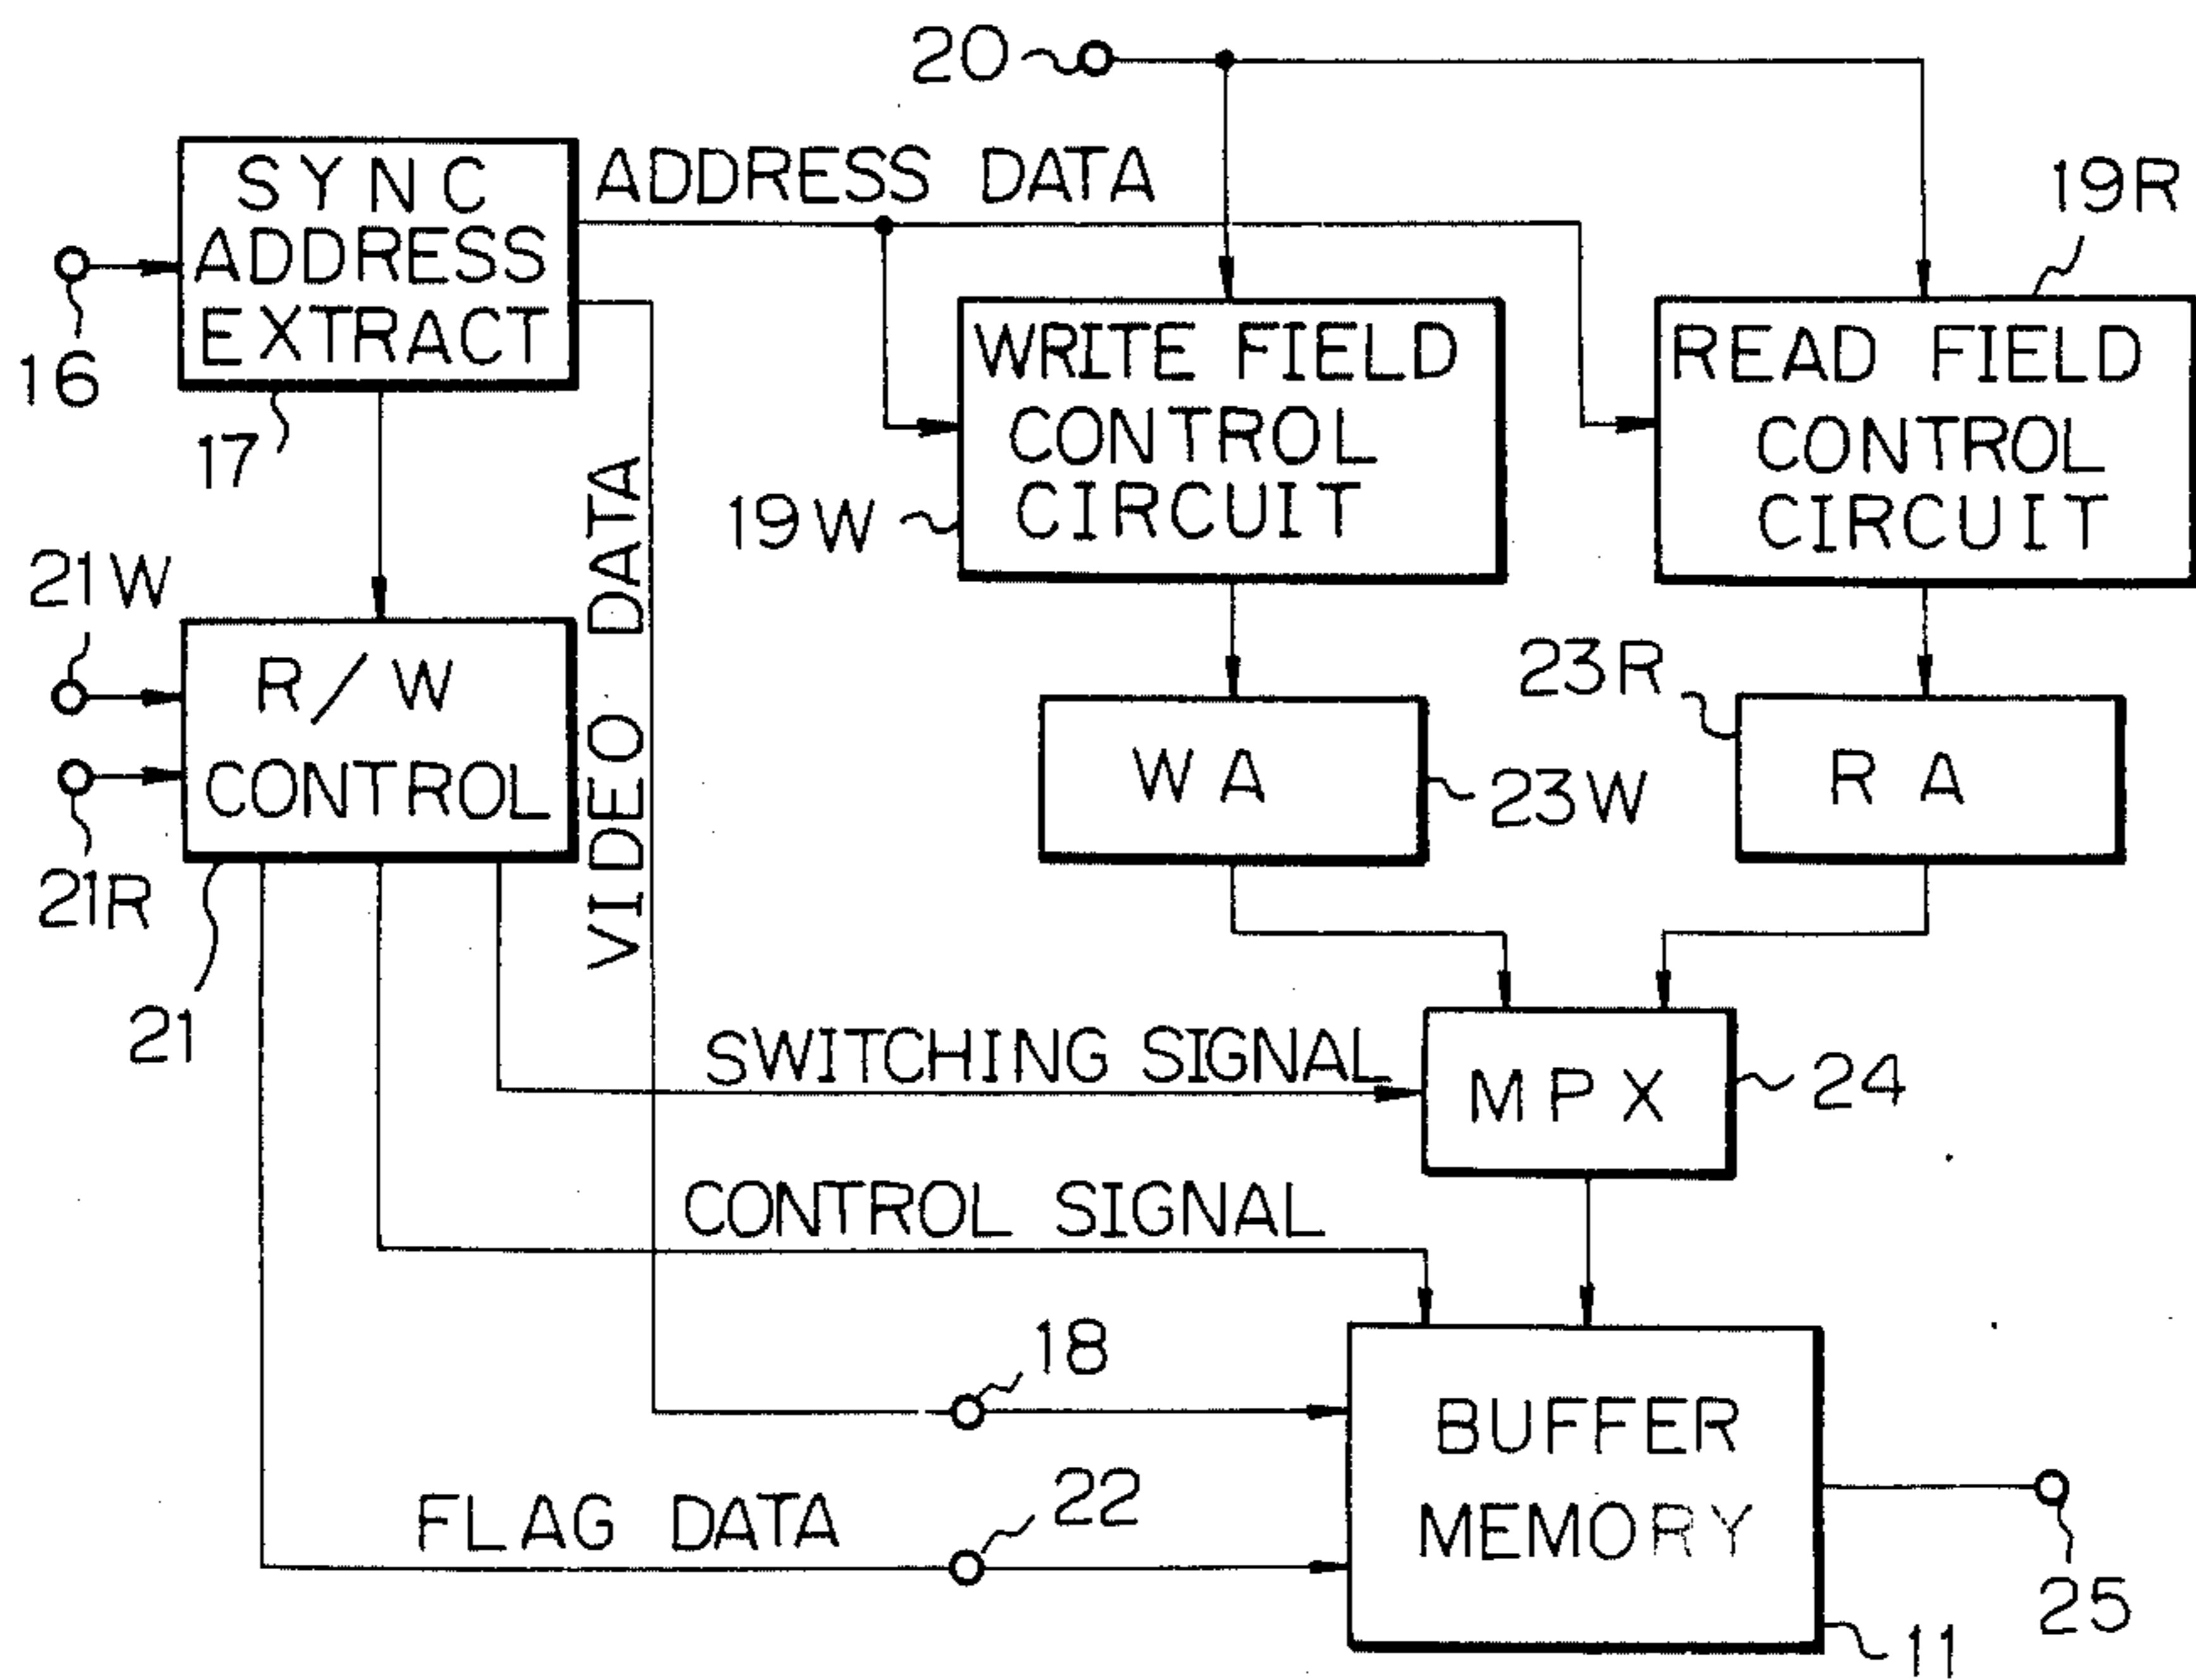 20
SYNC
ADDRESS
EXTRACT
ADDRESS DATA
19R
16
17
WRITE FIELD
CONTROL
CIRCUIT
READ FIELD
CONTROL
CIRCUIT
19W
21W
VIDEO DATA
R/W
CONTROL
23R
WA
23W
RA
21R
21
SWITCHING SIGNAL
MPX
24
CONTROL SIGNAL
18
BUFFER
MEMORY
FLAG DATA
22
25
11